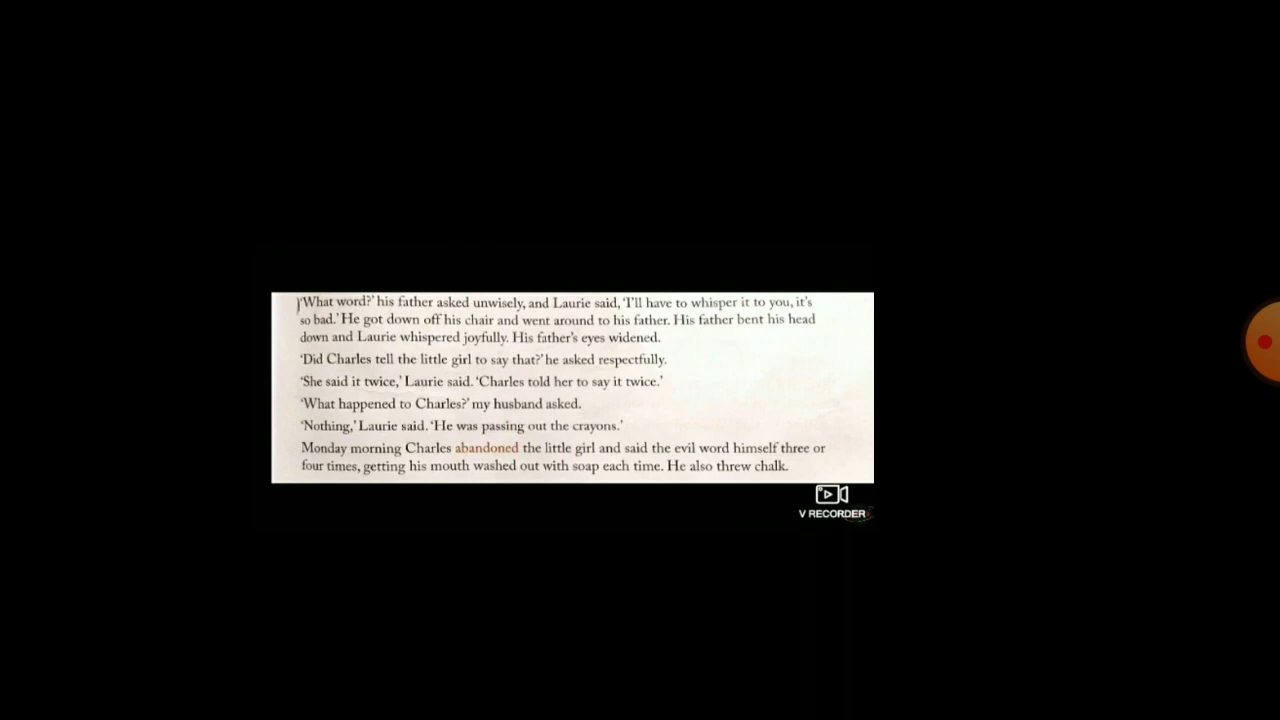 'What word?' his father asked unwisely, and Laurie said, 'I'll have to whisper it to you, it's
so bad.' He got down off his chair and went around to his father. His father bent his head
down and Laurie whispered joyfully. His father's eyes widened.
'Did Charles tell the little girl to say that?' he asked respectfully.
'She said it twice,' Laurie said. 'Charles told her to say it twice.'
'What happened to Charles?' my husband asked.
'Nothing,' Laurie said. 'He was passing out the crayons.'
Monday morning Charles abandoned the little girl and said the evil word himself three or
four times, getting his mouth washed out with soap each time. He also threw chalk.
V RECORDER